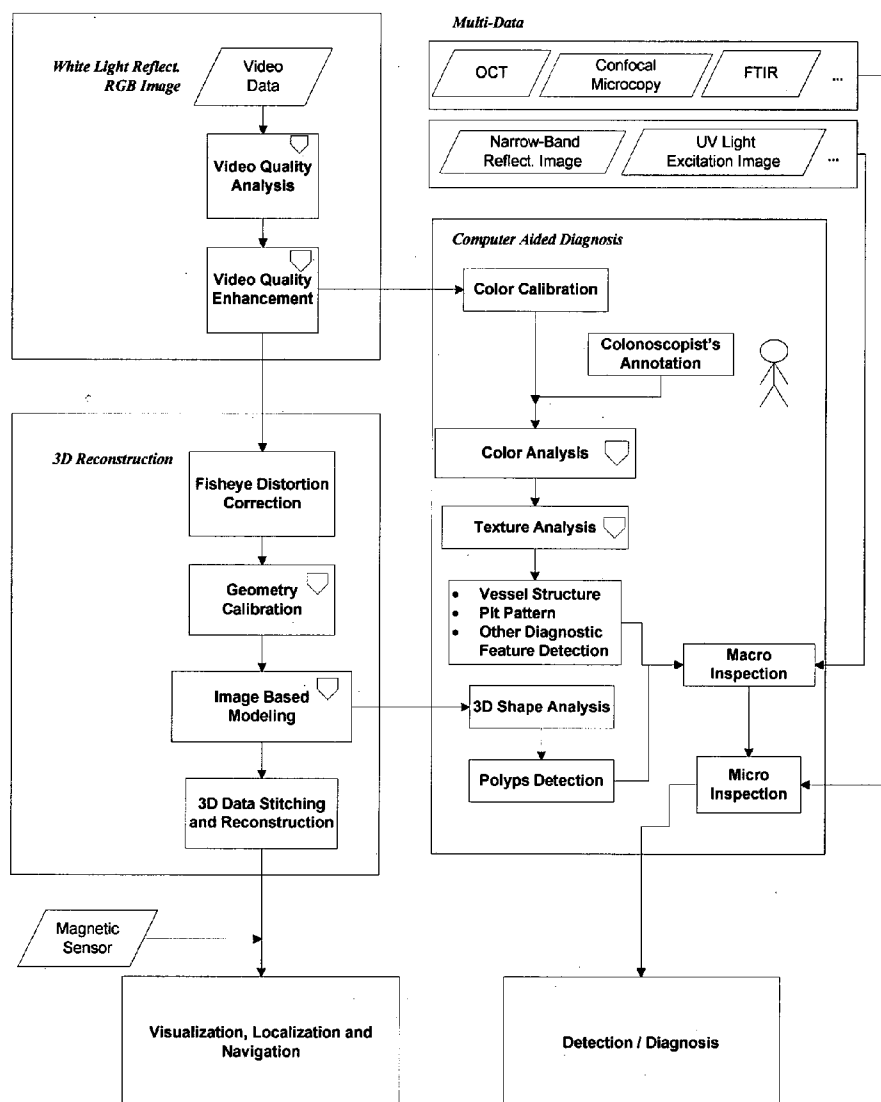 White Light Reflect.
RGB Image
Video
Data
Video Quality
Analysis
Video Quality
Enhancement
Multi-Data
OCT
Confocal
Micrcopy
FTIR
...
Narrow-Band
Reflect. Image
UV Light
Excitation Image
...
Computer Aided Diagnosis
Color Calibration
Colonoscopist's
Annotation
Color Analysis
Texture Analysis
• Vessel Structure
• Pit Pattern
• Other Diagnostic
Feature Detection
Macro
Inspection
3D Shape Analysis
Polyps Detection
Micro
Inspection
3D Reconstruction
Fisheye Distortion
Correction
Geometry
Calibration
Image Based
Modeling
3D Data Stitching
and Reconstruction
Magnetic
Sensor
Visualization, Localization and
Navigation
Detection / Diagnosis